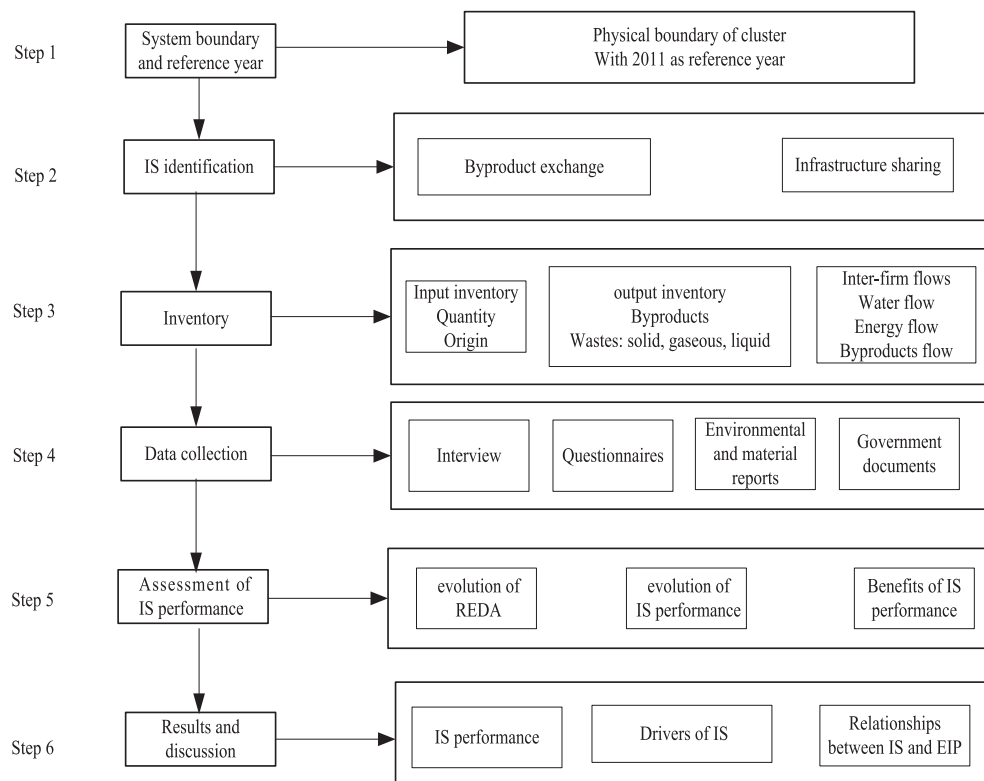 Step 1
System boundary
and reference year
Physical boundary of cluster
With 2011 as reference year
Step 2
IS identification
Byproduct exchange
Infrastructure sharing
Step 3
Inventory
Input inventory
Quantity
Origin
output inventory
Byproducts
Wastes: solid, gaseous, liquid
Inter-firm flows
Water flow
Energy flow
Byproducts flow
Step 4
Data collection
Interview
Questionnaires
Environmental
and material
reports
Government
documents
Step 5
Assessment of
IS performance
evolution of
REDA
evolution of
IS performance
Benefits of IS
performance
Step 6
Results and
discussion
IS performance
Drivers of IS
Relationships
between IS and EIP